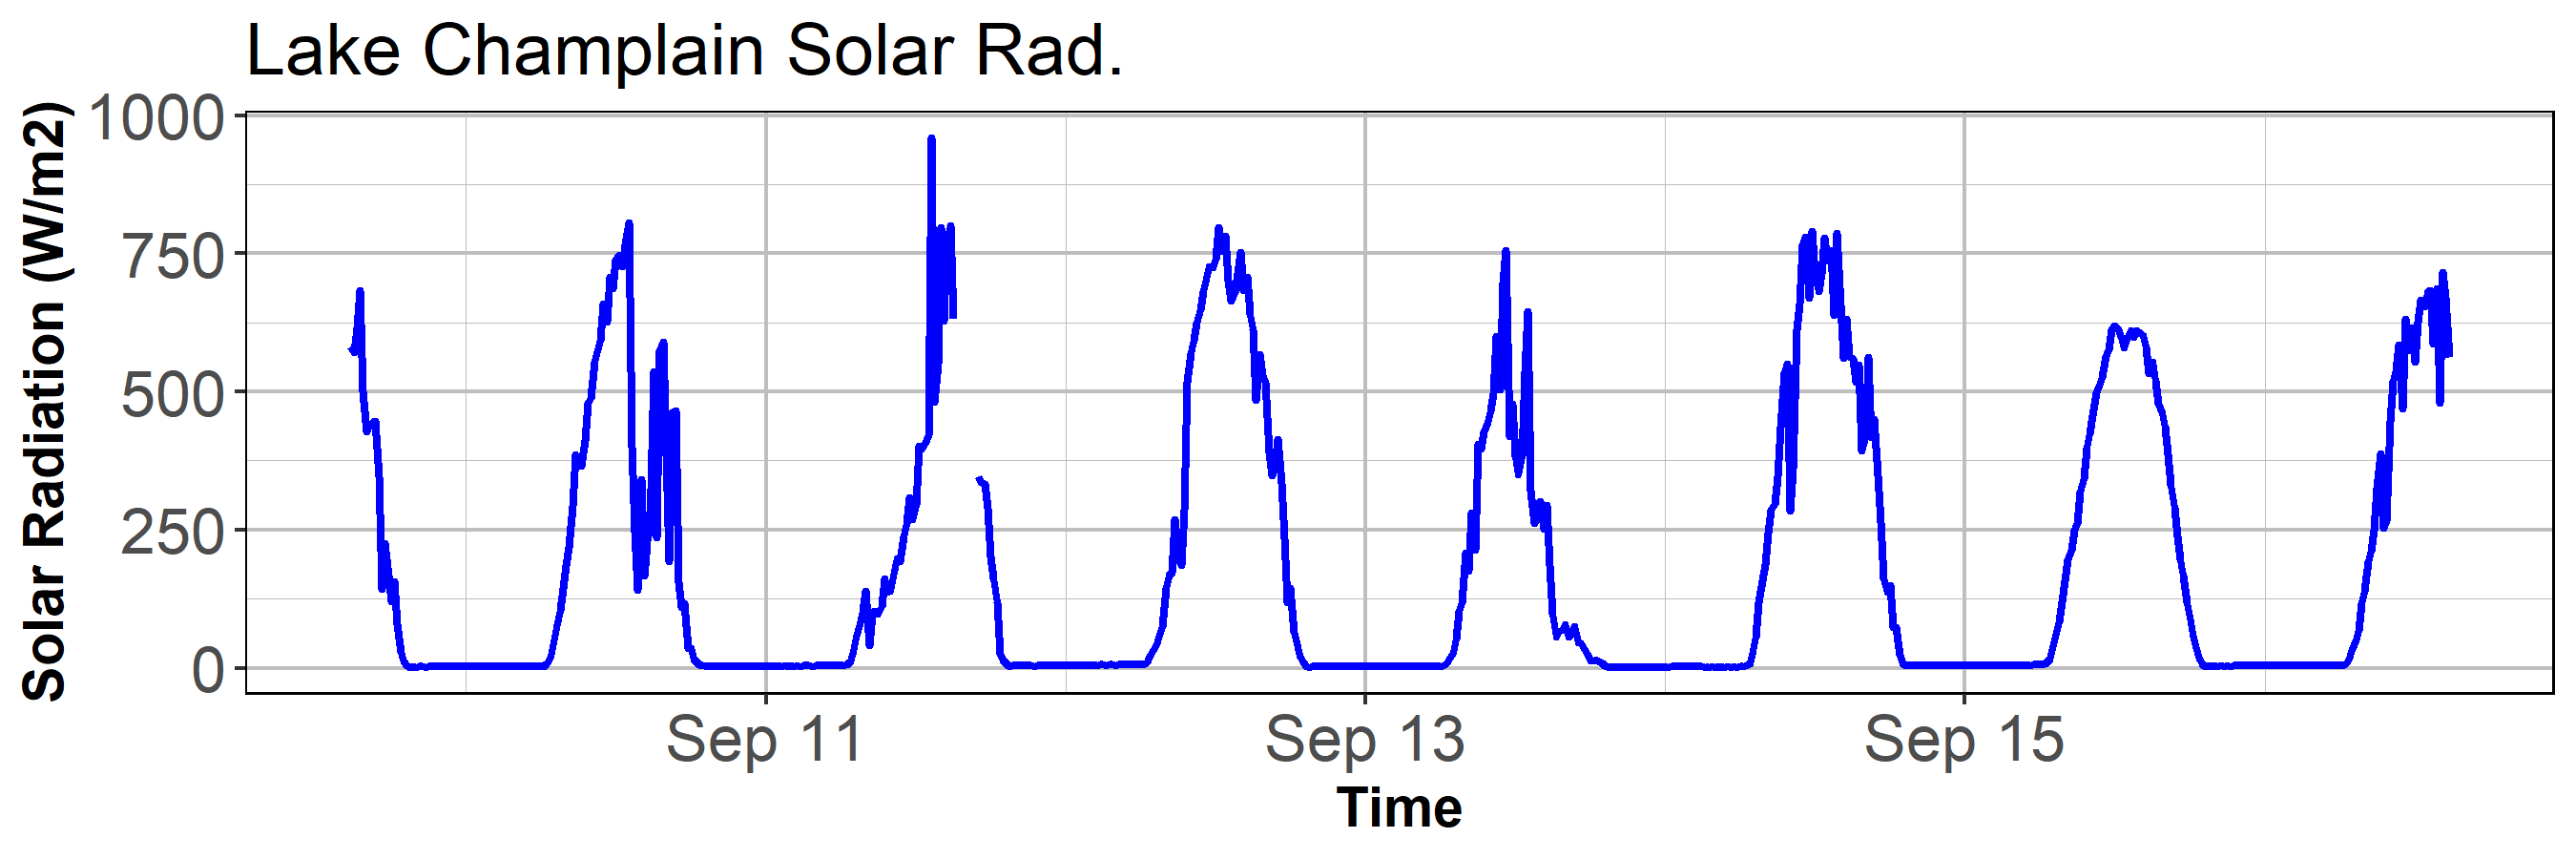 Lake Champlain Solar Rad.
Solar Radiation (W/m2)
1000
750
500
250
0
Sep 11
Sep 13
Sep 15
Time